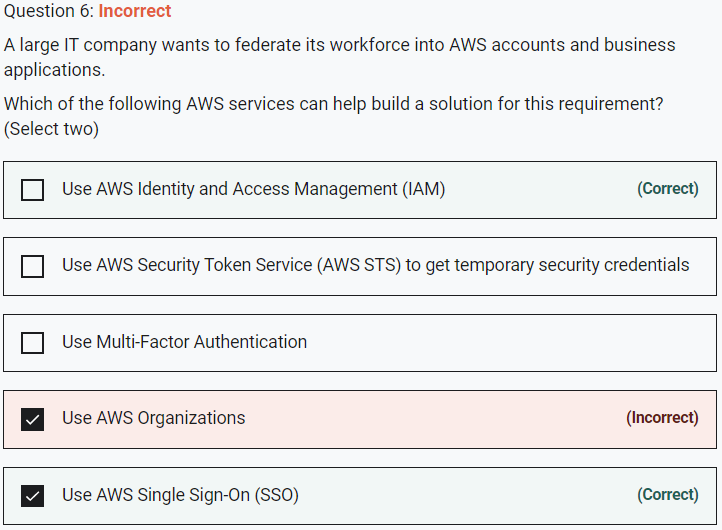 Question 6: Incorrect
A large IT company wants to federate its workforce into AWS accounts and business
applications.
Which of the following AWS services can help build a solution for this requirement?
(Select two)
Use AWS Identity and Access Management (IAM) (Correct)
Use AWS Security Token Service (AWS STS) to get temporary security credentials
Use Multi-Factor Authentication
Use AWS Organizations (Incorrect)
Use AWS Single Sign-On (SSO) (Correct)